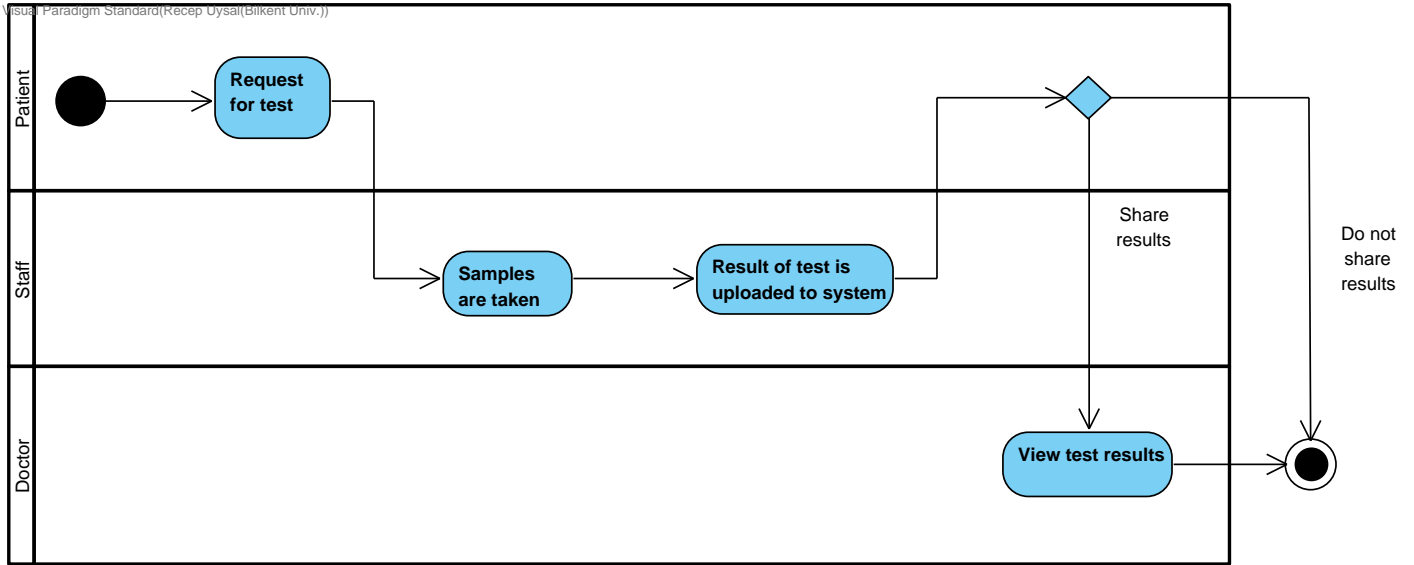 Visual Paradigm Standard(Recep Uysal(Bilkent Univ.))
Patient
Request
for test
Share
results
Do not
share
results
Staff
Samples
are taken
Result of test is
uploaded to system
Doctor
View test results